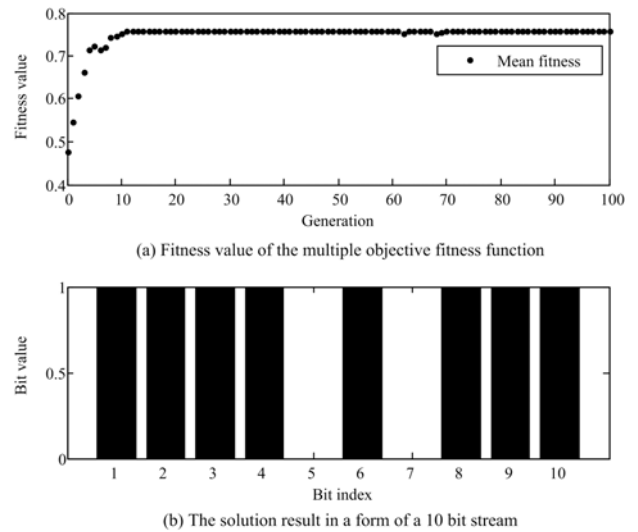 0.8
0.7
0.6
0.5
0.4
Fitness value
Mean fitness
0 10 20 30 40 50 60 70 80 90 100
Generation
(a) Fitness value of the multiple objective fitness function
1
0.5
0
Bit value
1 2 3 4 5 6 7 8 9 10
Bit index
(b) The solution result in a form of a 10 bit stream